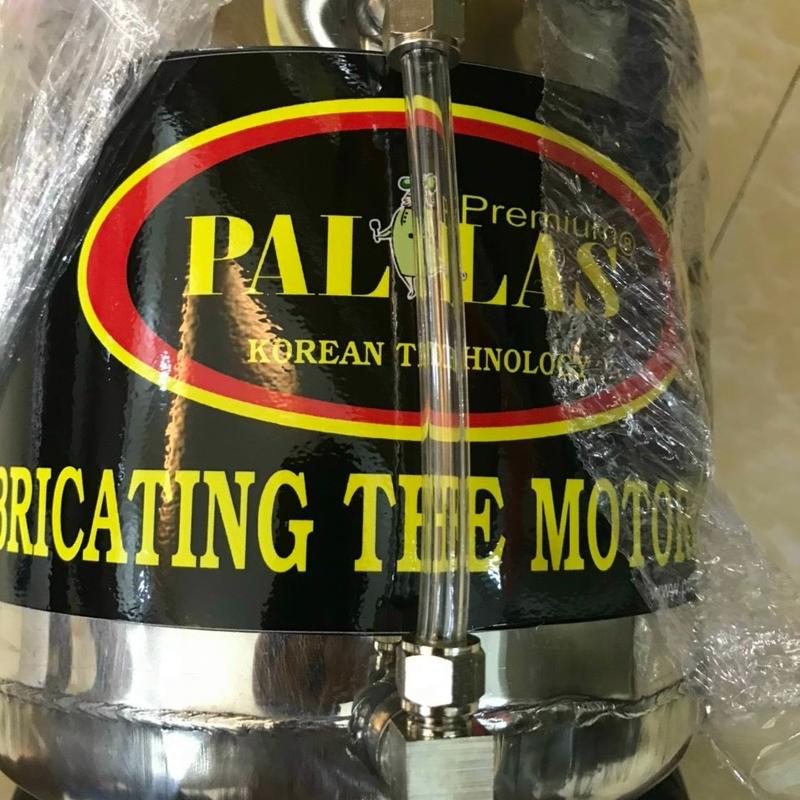 Premium®
PALLAS
KOREAN TECHNOLOGY
BRICATING THE MOTOR